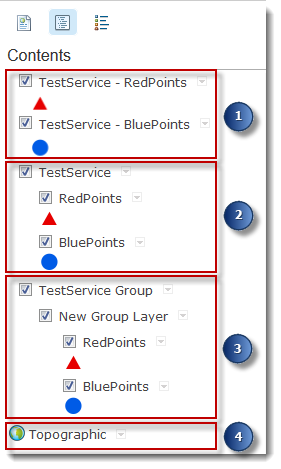 Contents
TestService - RedPoints
TestService - BluePoints
1
TestService
RedPoints
BluePoints
2
TestService Group
New Group Layer
RedPoints
BluePoints
3
Topographic
4